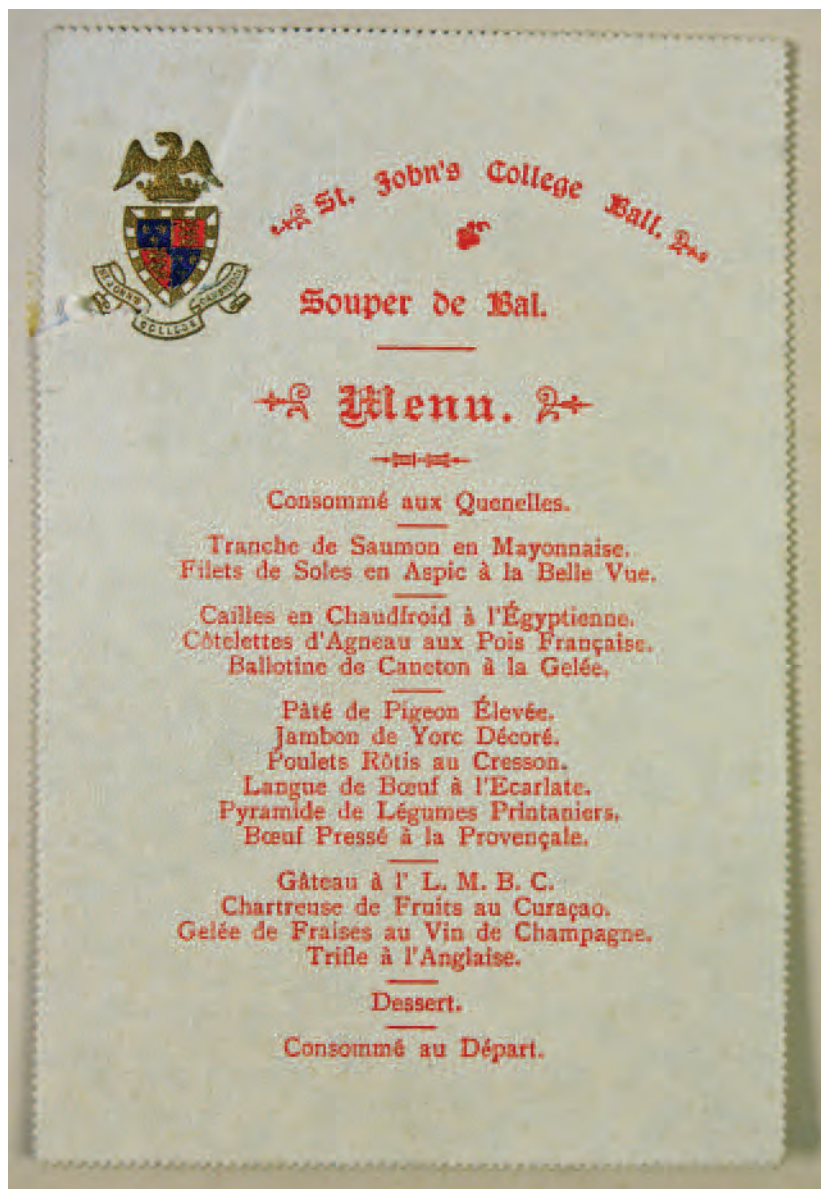 ST JOHN'S COLLEGE CAMBRIDGE
St. John's College Ball.
Souper de Bal.
Menu.
Consommé aux Quenelles.
Tranche de Saumon en Mayonnaise.
Filets de Soles en Aspic à la Belle Vue.
Cailles en Chaudfroid à l'Égyptienne.
Côtelettes d'Agneau aux Pois Française.
Ballotine de Caneton à la Gelée.
Pâté de Pigeon Élevée.
Jambon de Yorc Décoré.
Poulets Rôtis au Cresson.
Langue de Bœuf à l'Ecarlate.
Pyramide de Légumes Printaniers.
Bœuf Pressé à la Provençale.
Gâteau à l' L. M. B. C.
Chartreuse de Fruits au Curaçao.
Gelée de Fraises au Vin de Champagne.
Trifle à l'Anglaise.
Dessert.
Consommé au Départ.